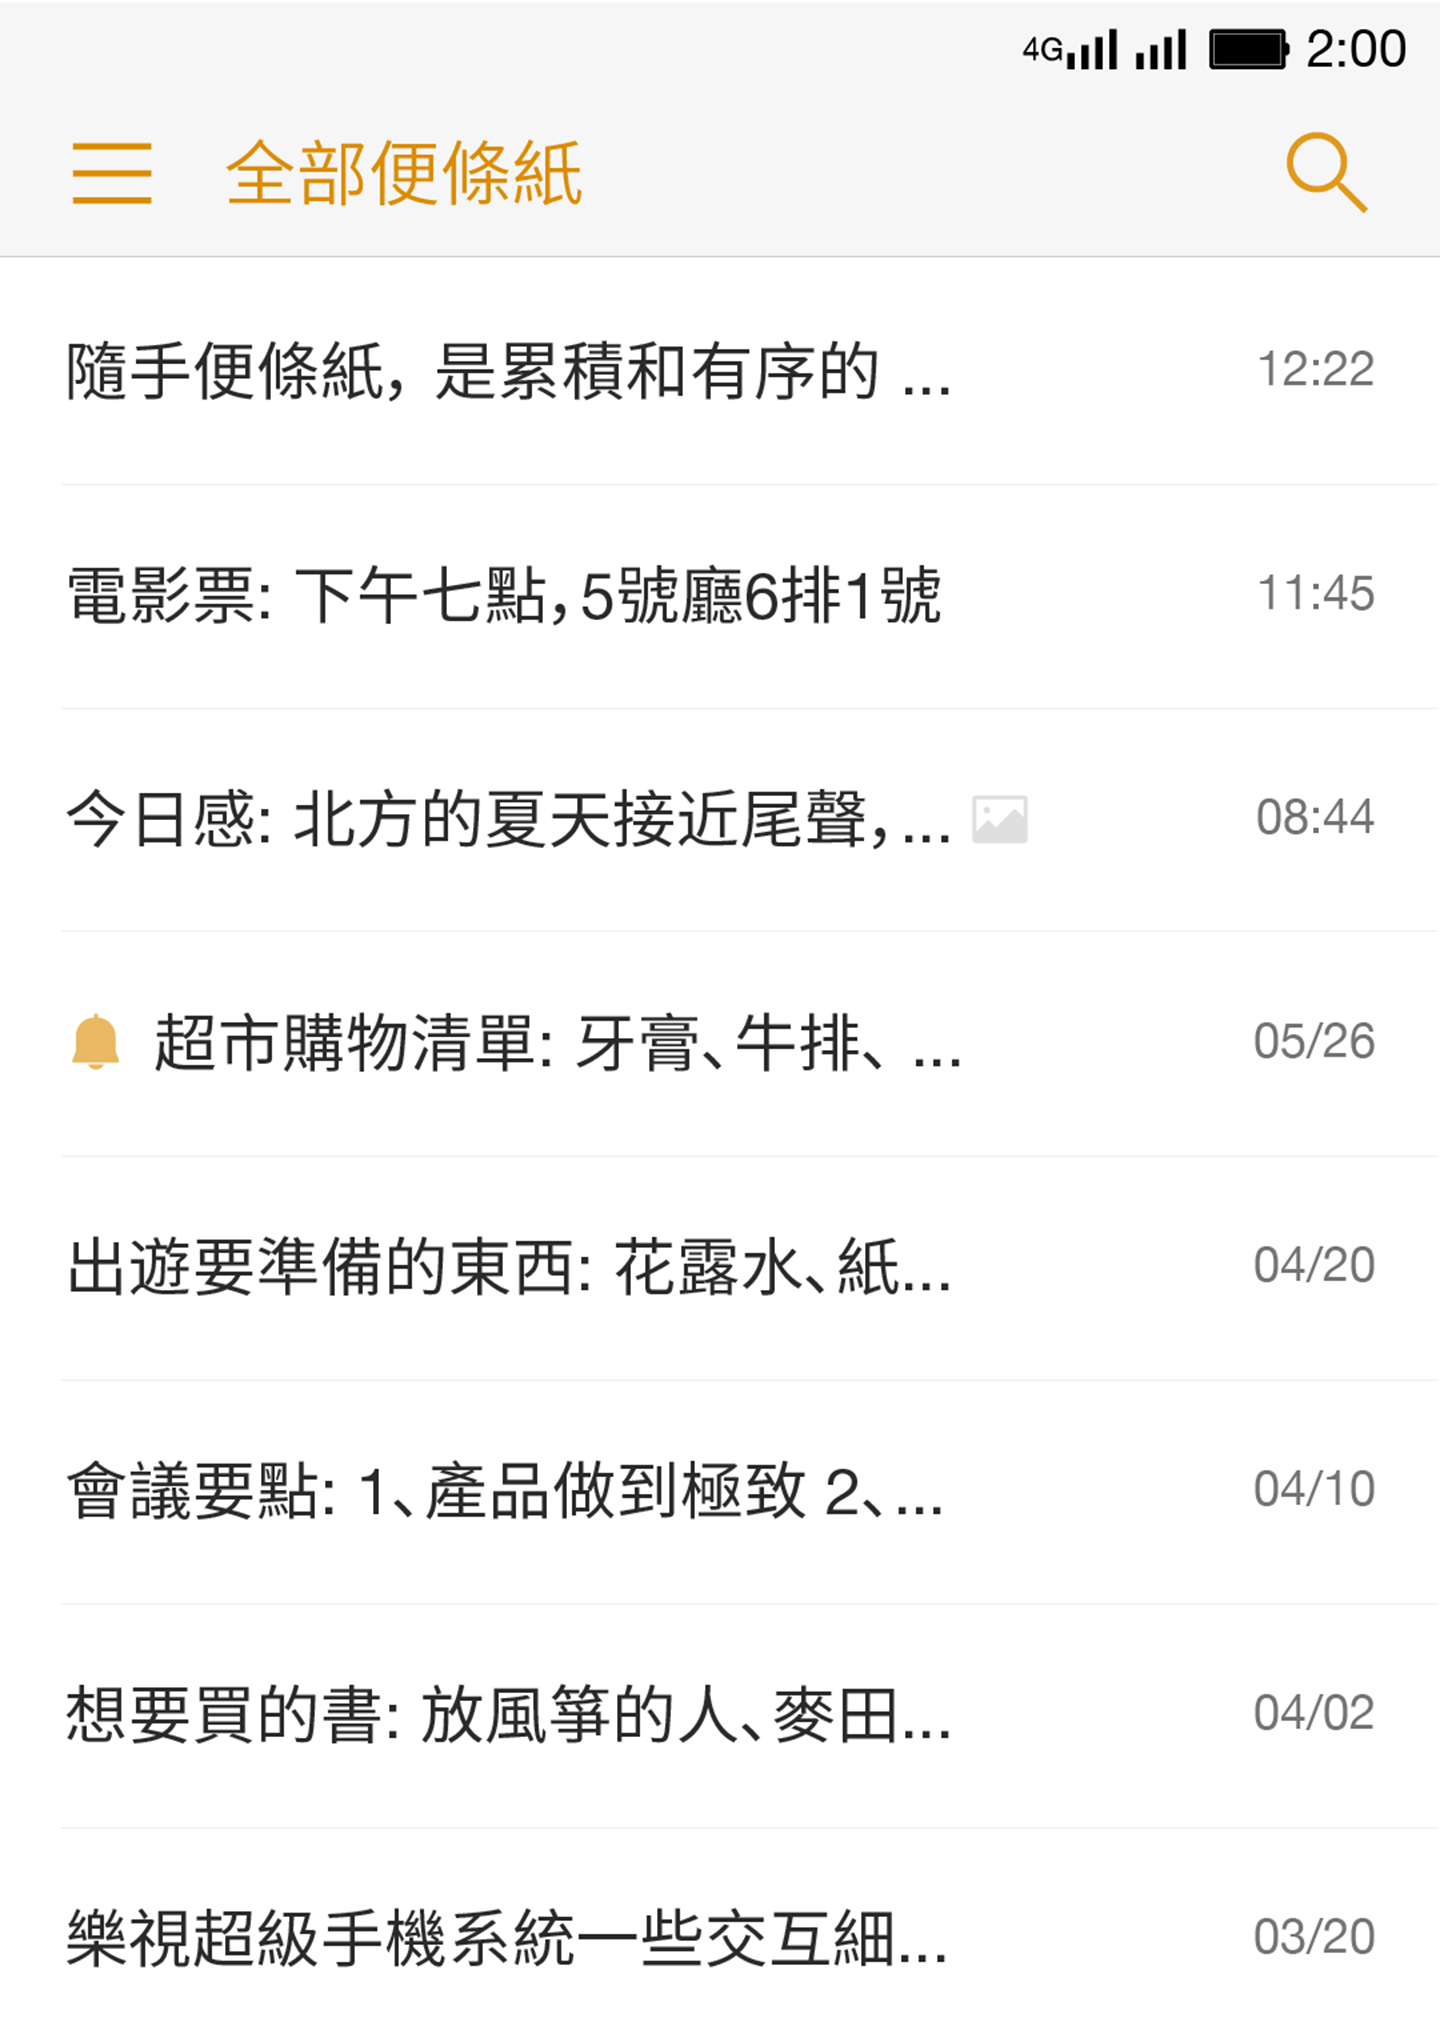 4G 2:00
全部便條紙
隨手便條紙，是累積和有序的 ... 12:22
電影票: 下午七點，5號廳6排1號 11:45
今日感: 北方的夏天接近尾聲，... 08:44
超市購物清單: 牙膏、牛排、 ... 05/26
出遊要準備的東西: 花露水、紙... 04/20
會議要點: 1、產品做到極致 2、... 04/10
想要買的書: 放風箏的人、麥田... 04/02
樂視超級手機系統一些交互細... 03/20